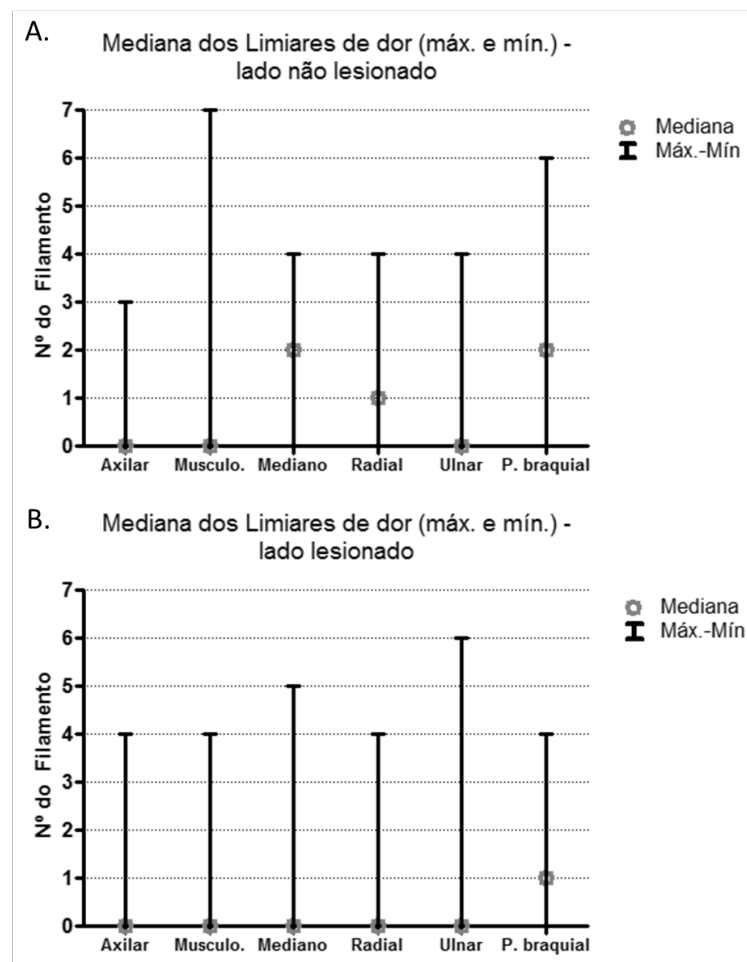 A.
Mediana dos Limiares de dor (máx. e mín.) -
lado não lesionado
Mediana
Máx.-Mín
Nº do Filamento
7
6
5
4
3
2
1
0
Axilar Musculo. Mediano Radial Ulnar P. braquial
B.
Mediana dos Limiares de dor (máx. e mín.) -
lado lesionado
Mediana
Máx.-Mín
Nº do Filamento
7
6
5
4
3
2
1
0
Axilar Musculo. Mediano Radial Ulnar P. braquial